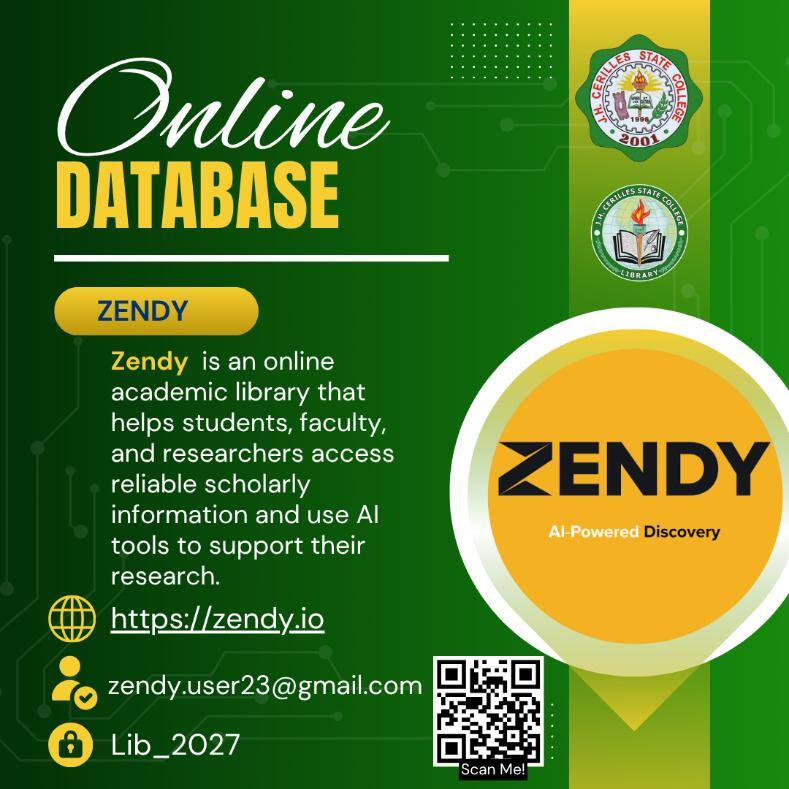 Online
DATABASE
ZENDY
Zendy is an online
academic library that
helps students, faculty,
and researchers access
reliable scholarly
information and use AI
tools to support their
research.
https://zendy.io
zendy.user23@gmail.com
Lib_2027
Scan Me!
J.H. CERILLES STATE COLLEGE
1996
2001
J.H. CERILLES STATE COLLEGE
LIBRARY
ZENDY
AI-Powered Discovery